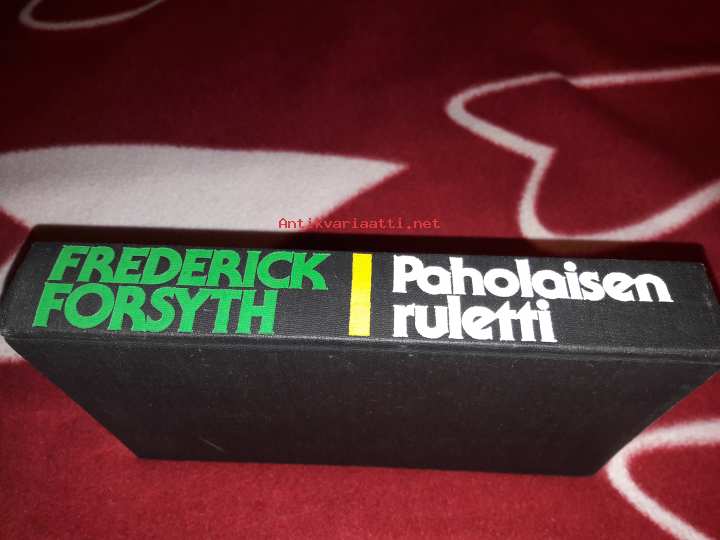 Antikvariaatti.net
FREDERICK
FORSYTH
Paholaisen
ruletti